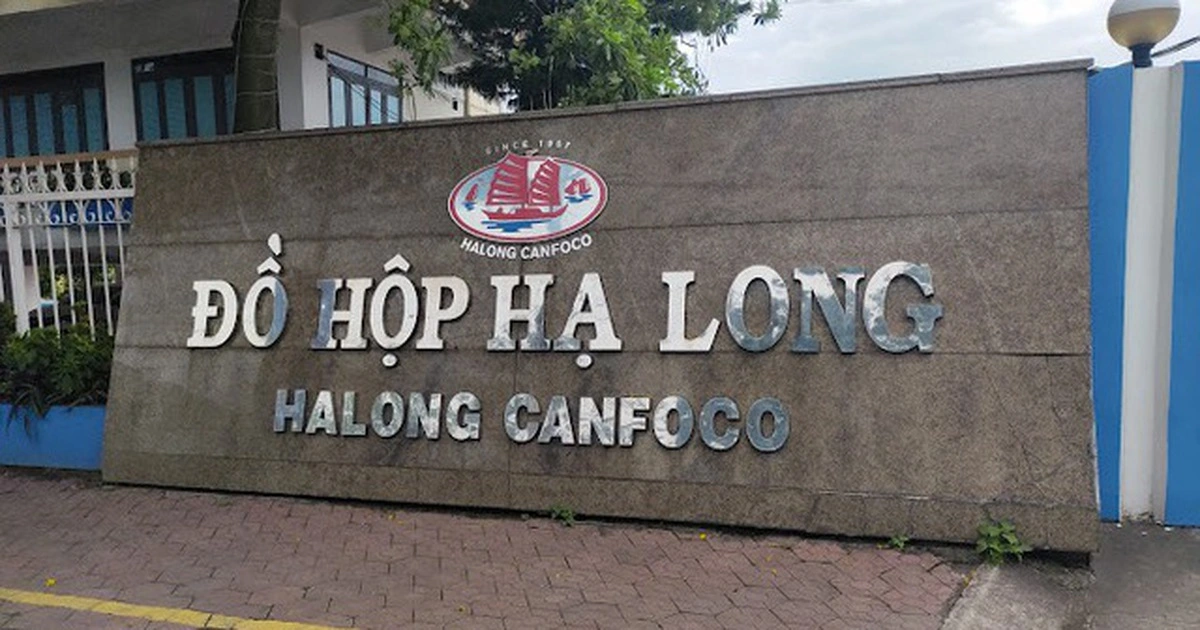 SINCE 1957
HALONG CANFOCO
ĐỒ HỘP HẠ LONG
HALONG CANFOCO